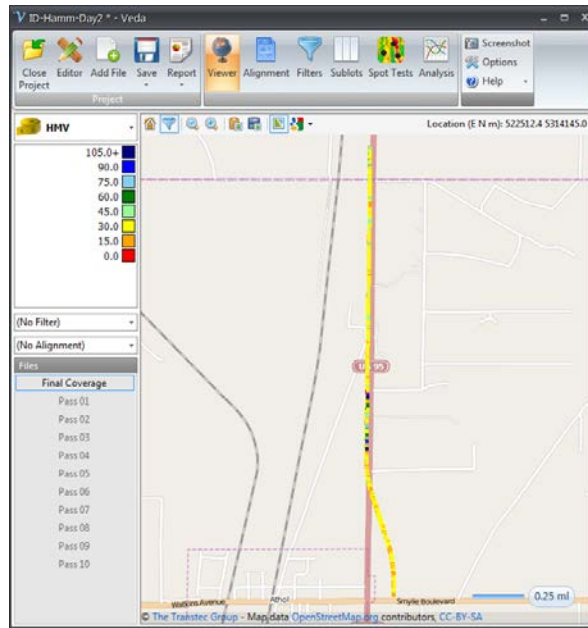 ID-Hamm-Day2 * - Veda
Close Project
Editor
Add File
Save
Report
Viewer
Alignment
Filters
Sublots
Spot Tests
Analysis
Screenshot
Options
Help
Project
HMV
Location (E N m): 522512.4 5314145.0
105.0+
90.0
75.0
60.0
45.0
30.0
15.0
0.0
(No Filter)
(No Alignment)
Files
Final Coverage
Pass 01
Pass 02
Pass 03
Pass 04
Pass 05
Pass 06
Pass 07
Pass 08
Pass 09
Pass 10
US 95
Watkins Avenue
Athol
Smylie Boulevard
0.25 mi
© The Transtec Group - Map data OpenStreetMap.org contributors, CC-BY-SA